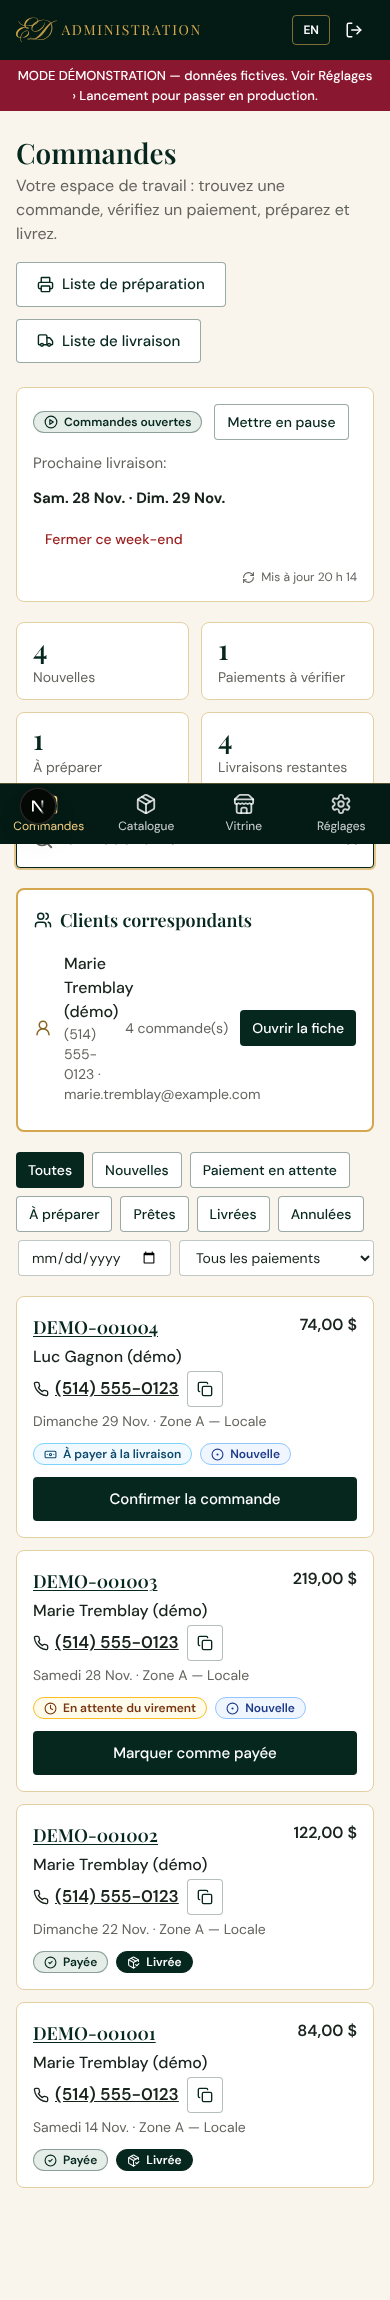 ED ADMINISTRATION
EN
MODE DÉMONSTRATION — données fictives. Voir Réglages
› Lancement pour passer en production.
Commandes
Votre espace de travail : trouvez une
commande, vérifiez un paiement, préparez et
livrez.
Liste de préparation
Liste de livraison
Commandes ouvertes
Mettre en pause
Prochaine livraison:
Sam. 28 Nov. · Dim. 29 Nov.
Fermer ce week-end
Mis à jour 20 h 14
4
Nouvelles
1
Paiements à vérifier
1
À préparer
4
Livraisons restantes
N
Commandes
Catalogue
Vitrine
Réglages
Clients correspondants
Marie
Tremblay
(démo)
(514)
555-
0123 ·
marie.tremblay@example.com
4 commande(s)
Ouvrir la fiche
Toutes
Nouvelles
Paiement en attente
À préparer
Prêtes
Livrées
Annulées
mm/dd/yyyy
Tous les paiements
DEMO-001004
74,00 $
Luc Gagnon (démo)
(514) 555-0123
Dimanche 29 Nov. · Zone A — Locale
À payer à la livraison
Nouvelle
Confirmer la commande
DEMO-001003
219,00 $
Marie Tremblay (démo)
(514) 555-0123
Samedi 28 Nov. · Zone A — Locale
En attente du virement
Nouvelle
Marquer comme payée
DEMO-001002
122,00 $
Marie Tremblay (démo)
(514) 555-0123
Dimanche 22 Nov. · Zone A — Locale
Payée
Livrée
DEMO-001001
84,00 $
Marie Tremblay (démo)
(514) 555-0123
Samedi 14 Nov. · Zone A — Locale
Payée
Livrée